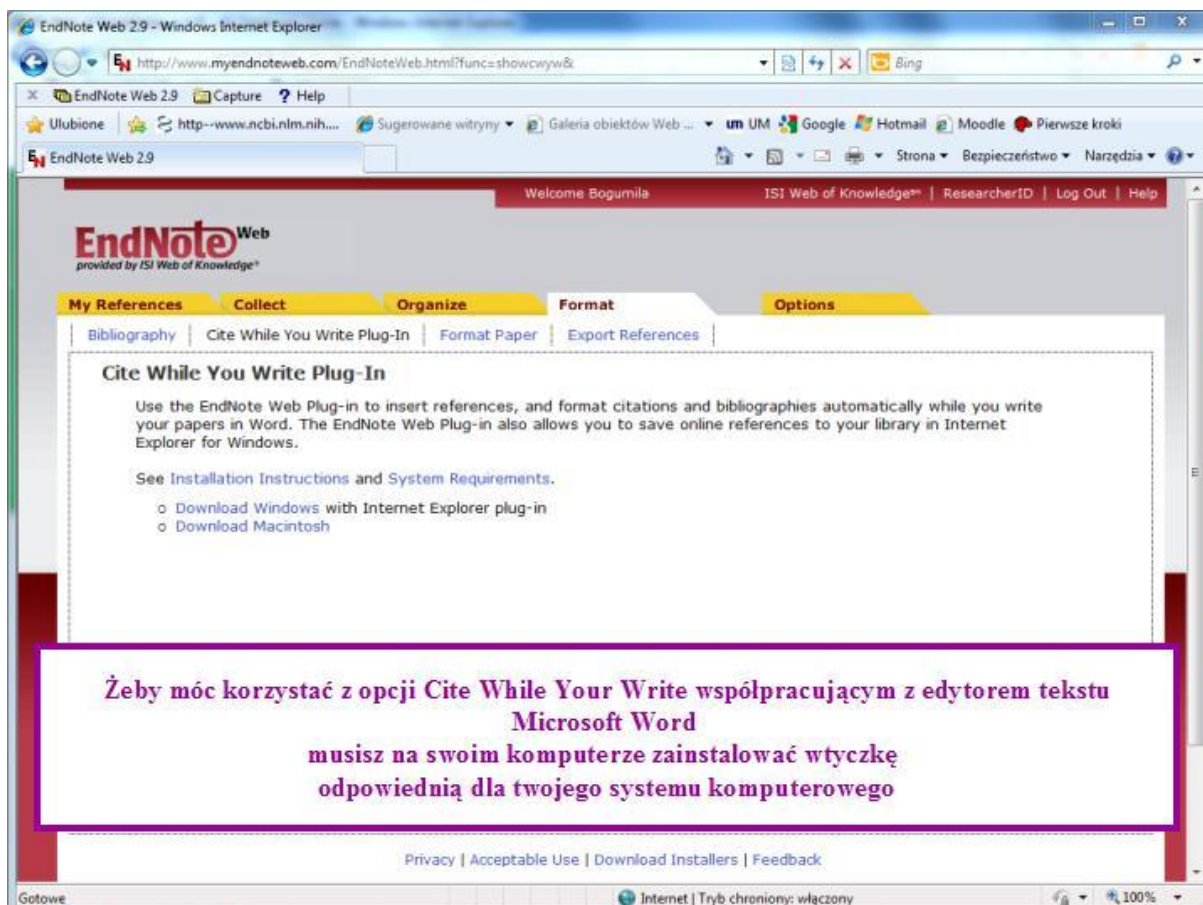 EndNote Web 2.9 - Windows Internet Explorer
http://www.myendnoteweb.com/EndNoteWeb.html?func=showcwyw& Bing
x EndNote Web 2.9 Capture ? Help
Ulubione http--www.ncbi.nlm.nih.... Sugerowane witryny Galeria obiektów Web ... um UM Google Hotmail Moodle Pierwsze kroki
EndNote Web 2.9 Strona Bezpieczeństwo Narzędzia
Welcome Bogumila ISI Web of Knowledge℠ | ResearcherID | Log Out | Help
EndNote Web
provided by ISI Web of Knowledge℠
My References Collect Organize Format Options
Bibliography Cite While You Write Plug-In Format Paper Export References
Cite While You Write Plug-In
Use the EndNote Web Plug-in to insert references, and format citations and bibliographies automatically while you write
your papers in Word. The EndNote Web Plug-in also allows you to save online references to your library in Internet
Explorer for Windows.
See Installation Instructions and System Requirements.
o Download Windows with Internet Explorer plug-in
o Download Macintosh
Żeby móc korzystać z opcji Cite While Your Write współpracującym z edytorem tekstu
Microsoft Word
musisz na swoim komputerze zainstalować wtyczkę
odpowiednią dla twojego systemu komputerowego
Privacy | Acceptable Use | Download Installers | Feedback
Gotowe Internet | Tryb chroniony: włączony 100%